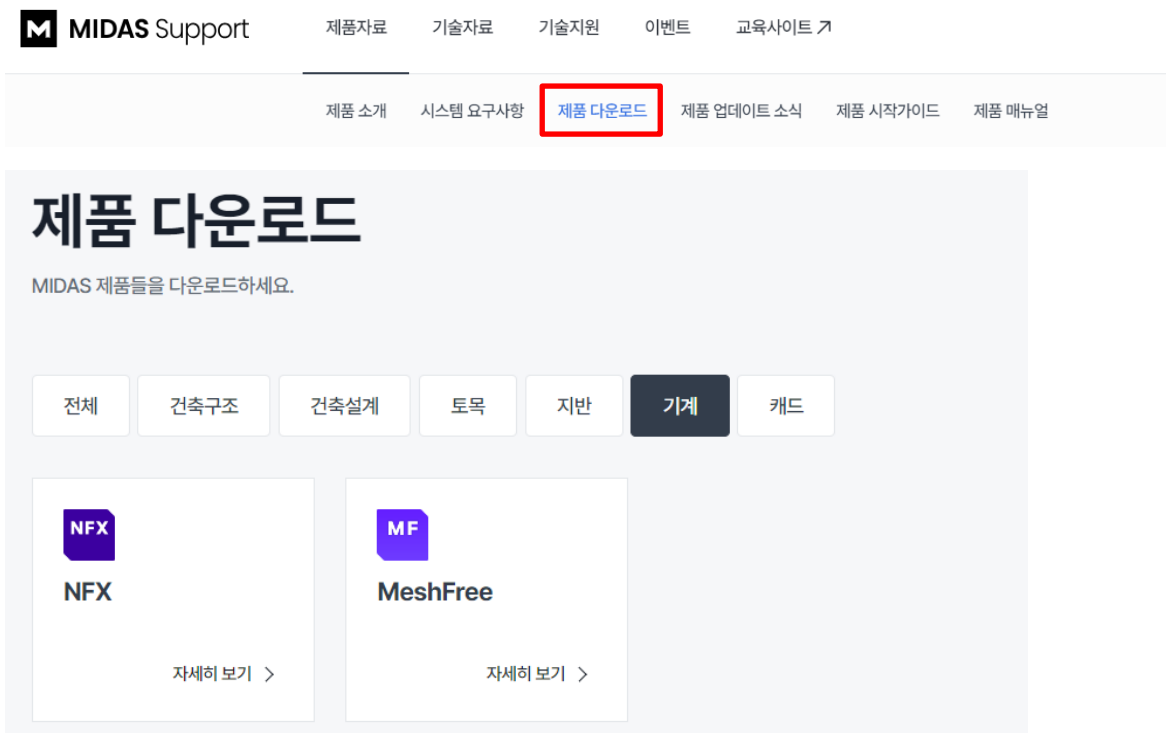 MIDAS Support 제품자료 기술자료 기술지원 이벤트 교육사이트
제품 소개 시스템 요구사항 제품 다운로드 제품 업데이트 소식 제품 시작가이드 제품 매뉴얼
제품 다운로드
MIDAS 제품들을 다운로드하세요.
전체 건축구조 건축설계 토목 지반 기계 캐드
NFX MF
NFX MeshFree
자세히 보기 자세히 보기